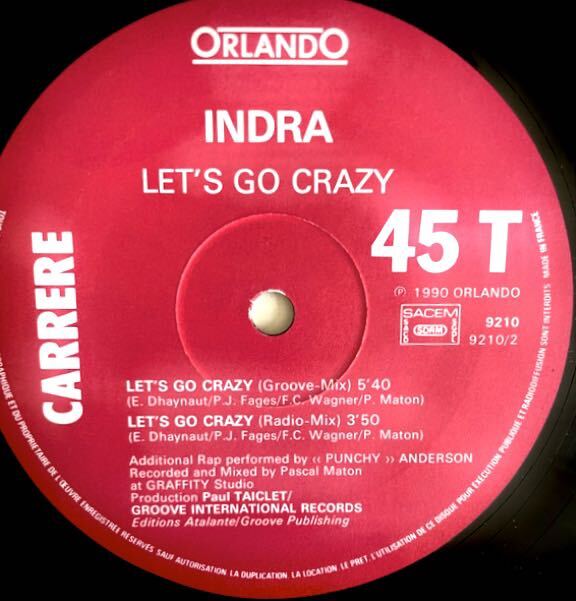 ORLANDO
INDRA
LET'S GO CRAZY
45 T
CARRERE
℗ 1990 ORLANDO
SACEM
SACD
SDRM
SGDL
9210
9210/2
LET'S GO CRAZY (Groove-Mix) 5'40
(E. Dhaynaut/P.J. Fages/F.C. Wagner/P. Maton)
LET'S GO CRAZY (Radio-Mix) 3'50
(E. Dhaynaut/P.J. Fages/F.C. Wagner/P. Maton)
Additional Rap performed by ‹‹ PUNCHY ›› ANDERSON
Recorded and Mixed by Pascal Maton
at GRAFFITY Studio
Production Paul TAICLET/
GROOVE INTERNATIONAL RECORDS
Editions Atalante/Groove Publishing
ET DU PROPRIETAIRE DE L'ŒUVRE ENREGISTREE RESERVES SAUF AUTORISATION. LA DUPLICATION. LA LOCATION. LE PRET. L'UTILISATION DE CE DISQUE POUR EXECUTION PUBLIQUE ET RADIODIFFUSION SONT INTERDITS MADE IN FRANCE